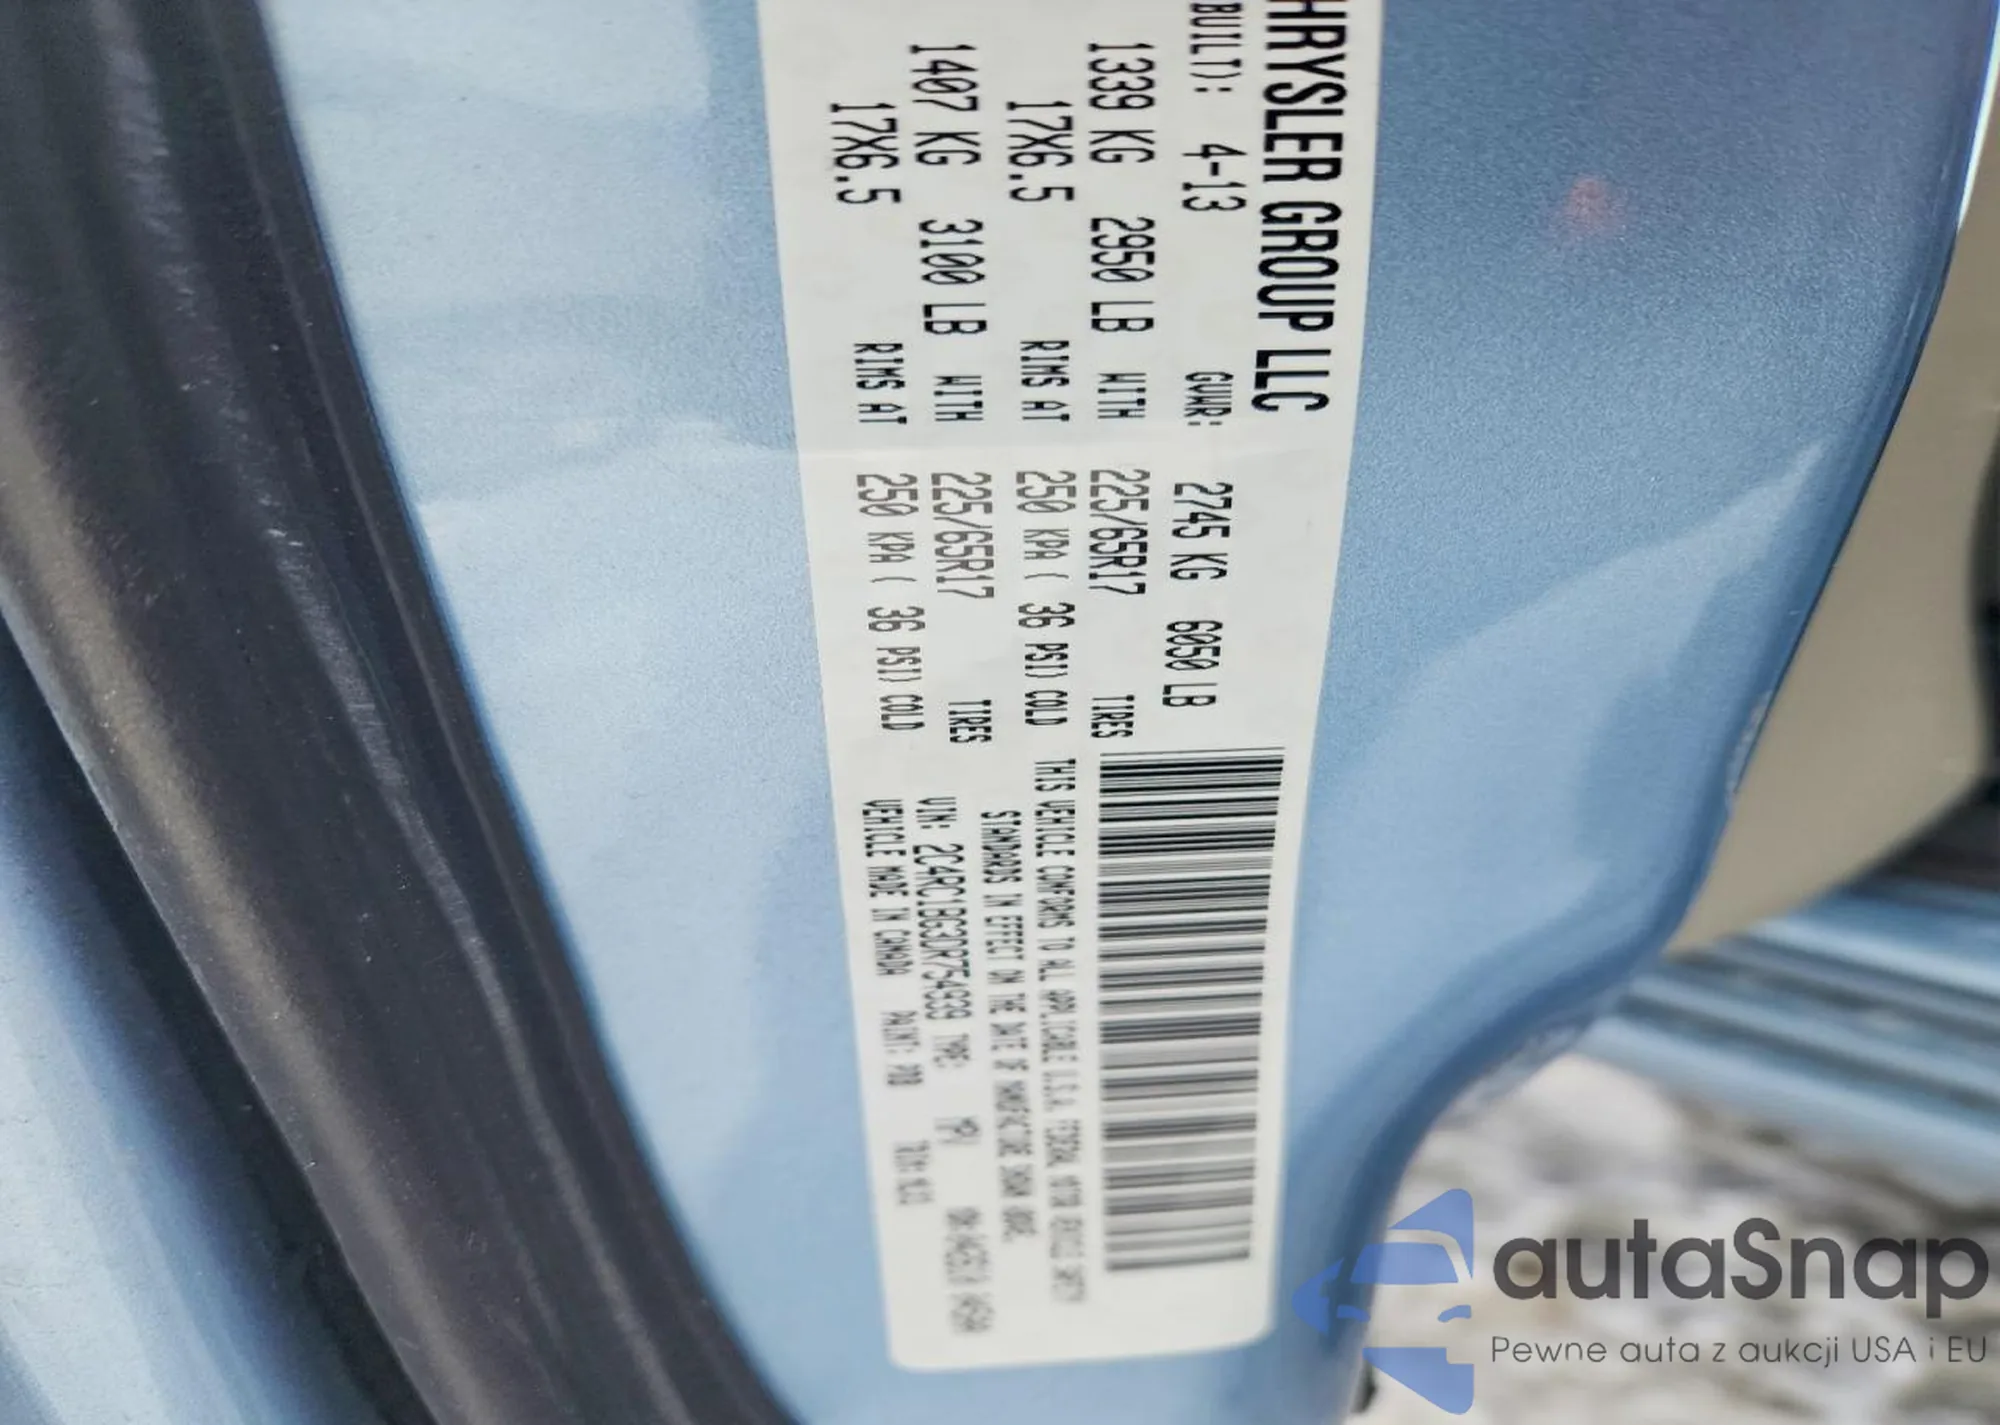 HRYSLER GROUP LLC
BUILT): 4-13 GVWR: 2745 KG 6050 LB
1339 KG 2950 LB WITH 225/65R17 TIRES
17X6.5 RIMS AT 250 KPA ( 36 PSI) COLD
1407 KG 3100 LB WITH 225/65R17 TIRES
17X6.5 RIMS AT 250 KPA ( 36 PSI) COLD
THIS VEHICLE CONFORMS TO ALL APPLICABLE U.S.A. FEDERAL MOTOR VEHICLE SAFETY
STANDARDS IN EFFECT ON THE DATE OF MANUFACTURE SHOWN ABOVE.
VIN: 2C4RC1BG3DR754939 TYPE: MPV
VEHICLE MADE IN CANADA PAINT:
autaSnap
Pewne auta z aukcji USA i EU